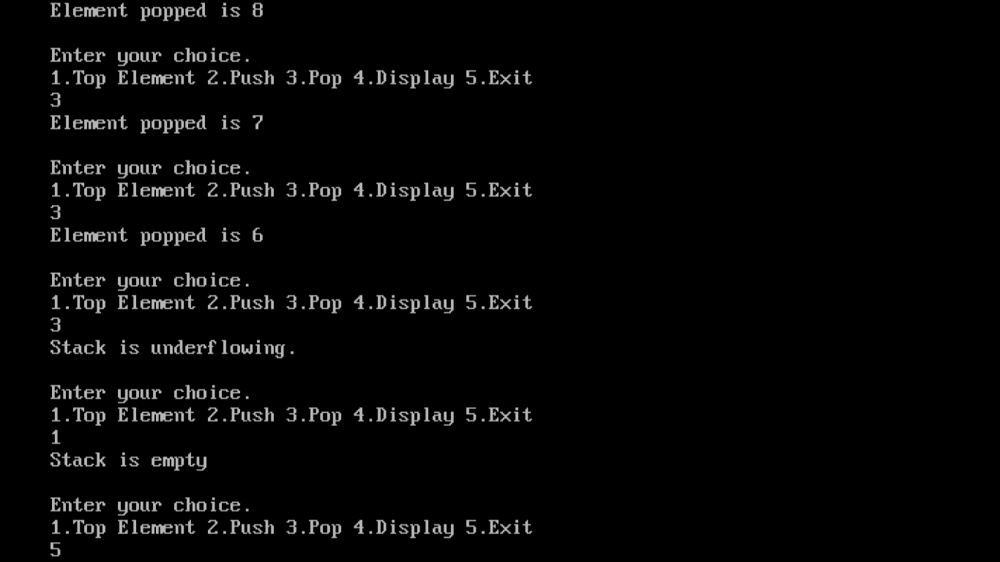 Element popped is 8
Enter your choice.
1.Top Element 2.Push 3.Pop 4.Display 5.Exit
3
Element popped is 7
Enter your choice.
1.Top Element 2.Push 3.Pop 4.Display 5.Exit
3
Element popped is 6
Enter your choice.
1.Top Element 2.Push 3.Pop 4.Display 5.Exit
3
Stack is underflowing.
Enter your choice.
1.Top Element 2.Push 3.Pop 4.Display 5.Exit
1
Stack is empty
Enter your choice.
1.Top Element 2.Push 3.Pop 4.Display 5.Exit
5